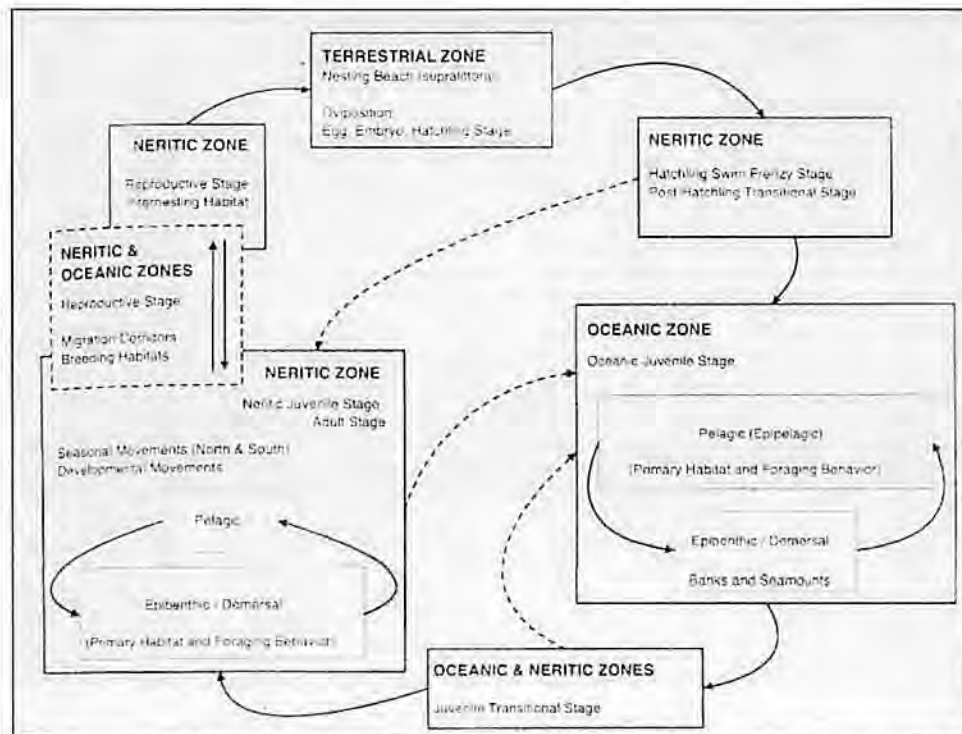 TERRESTRIAL ZONE
Nesting Beach (supralittoral)
Oviposition
Egg, Embryo, Hatchling Stage
NERITIC ZONE
Hatchling Swim Frenzy Stage
Post Hatchling Transitional Stage
OCEANIC ZONE
Oceanic Juvenile Stage
Pelagic (Epipelagic)
(Primary Habitat and Foraging Behavior)
Epibenthic / Demersal
Banks and Seamounts
OCEANIC & NERITIC ZONES
Juvenile Transitional Stage
NERITIC ZONE
Neritic Juvenile Stage
Adult Stage
Seasonal Movements (North & South)
Developmental Movements
Pelagic
Epibenthic / Demersal
(Primary Habitat and Foraging Behavior)
NERITIC &
OCEANIC ZONES
Reproductive Stage
Migration Corridors
Breeding Habitats
NERITIC ZONE
Reproductive Stage
Internesting Habitat